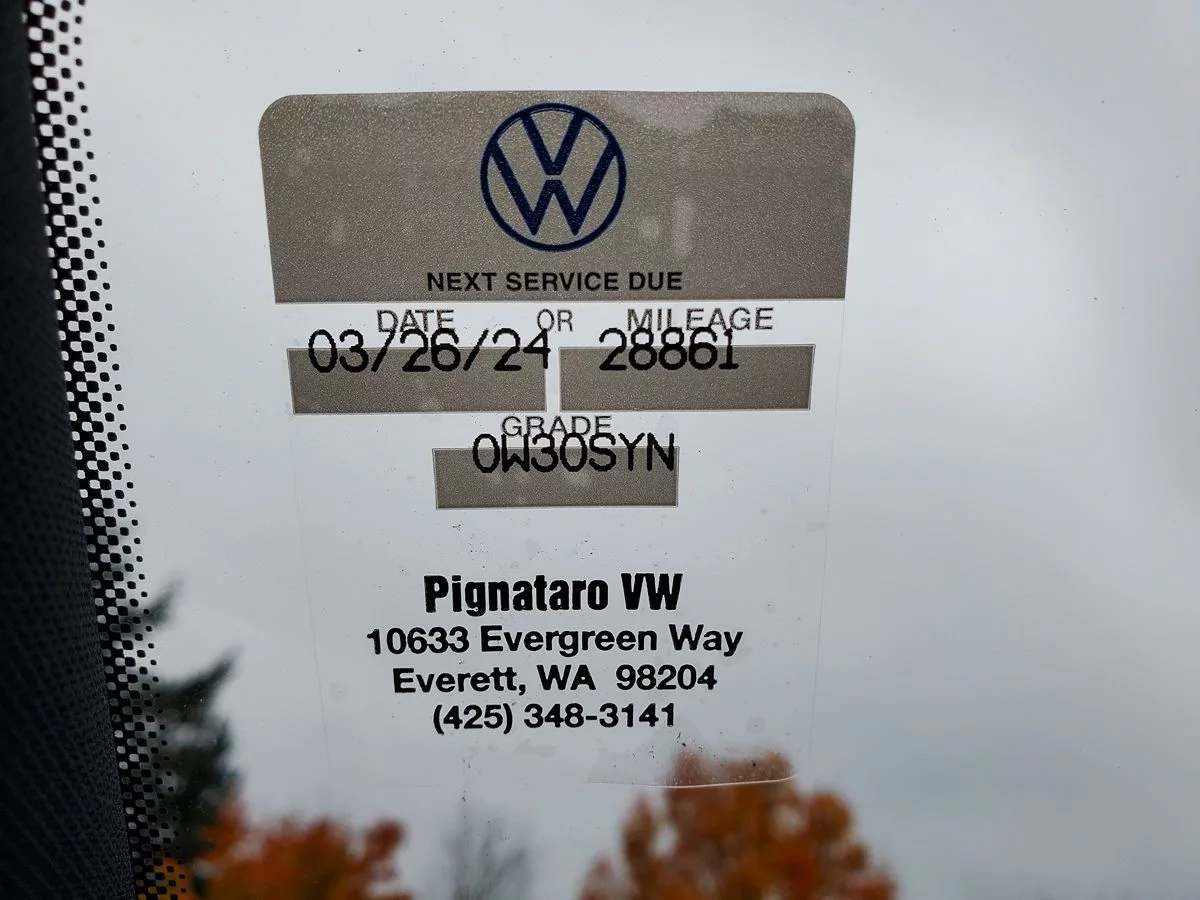 NEXT SERVICE DUE
DATE OR MILEAGE
03/26/24 28861
GRADE
0W30SYN
Pignataro VW
10633 Evergreen Way
Everett, WA 98204
(425) 348-3141